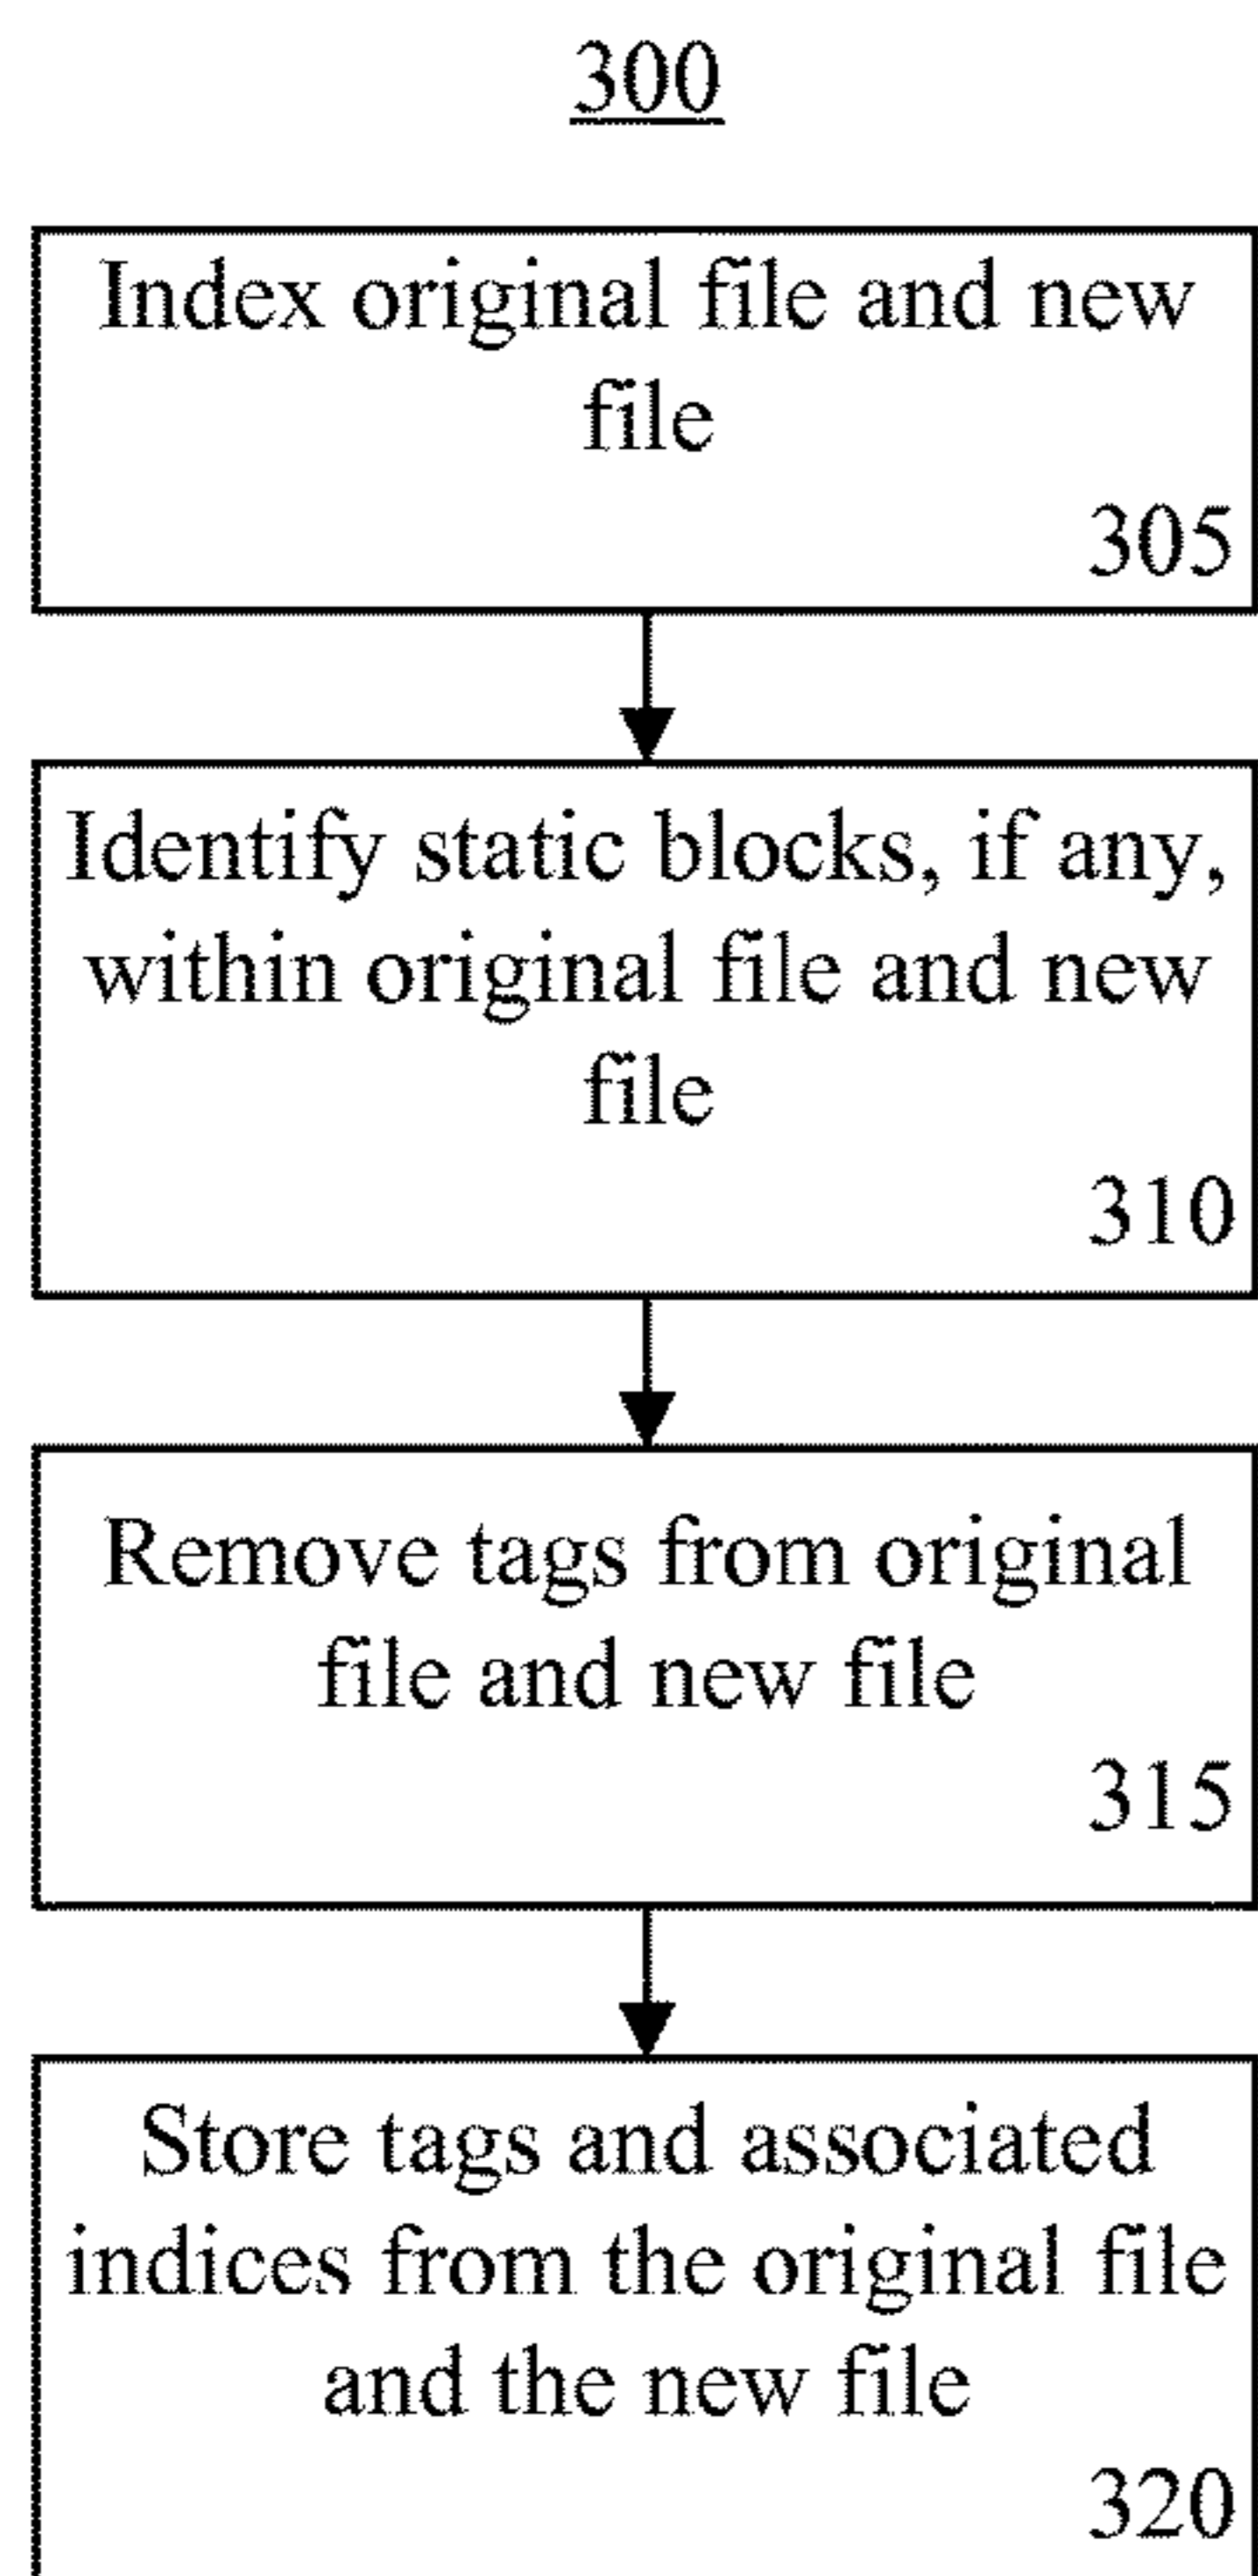 300
Index original file and new
file
305
Identify static blocks, if any,
within original file and new
file
310
Remove tags from original
file and new file
315
Store tags and associated
indices from the original file
and the new file
320